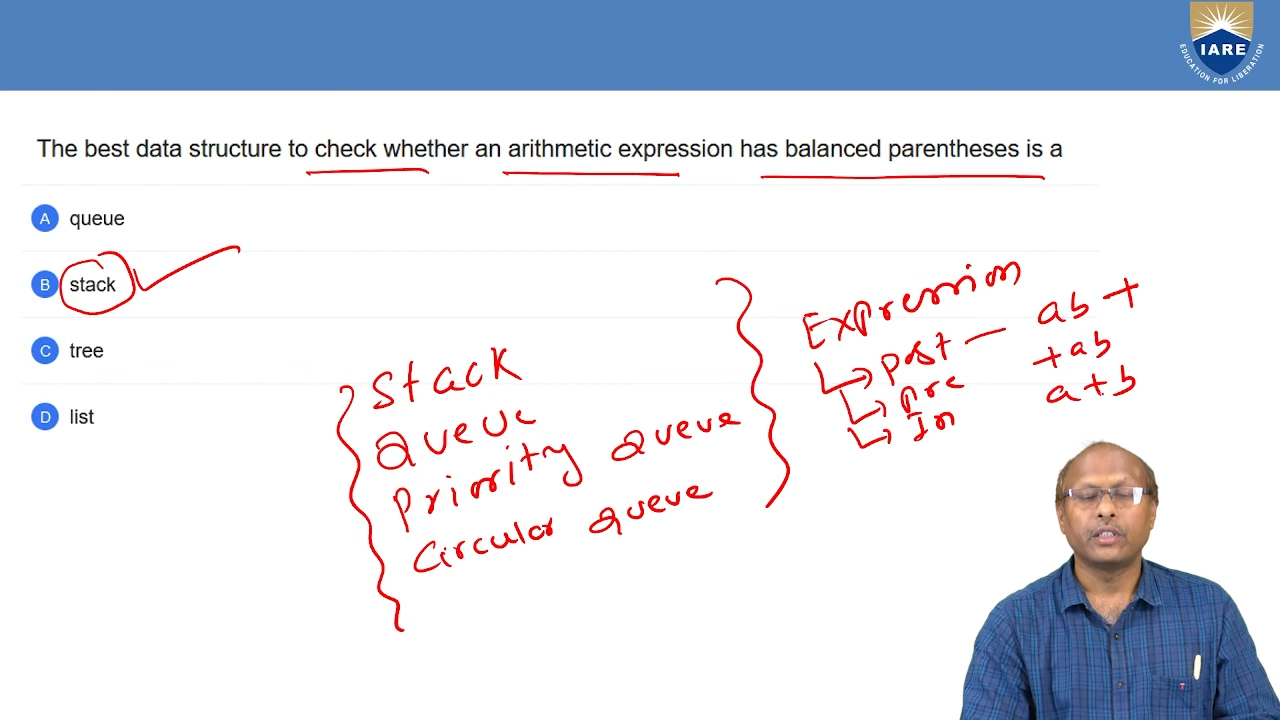 IARE
EDUCATION FOR LIBERATION
The best data structure to check whether an arithmetic expression has balanced parentheses is a
A queue
B stack
C tree
D list
Stack
Queue
Priority Queue
Circular Queue
Expression
Post — ab+
Pre +ab
In a+b